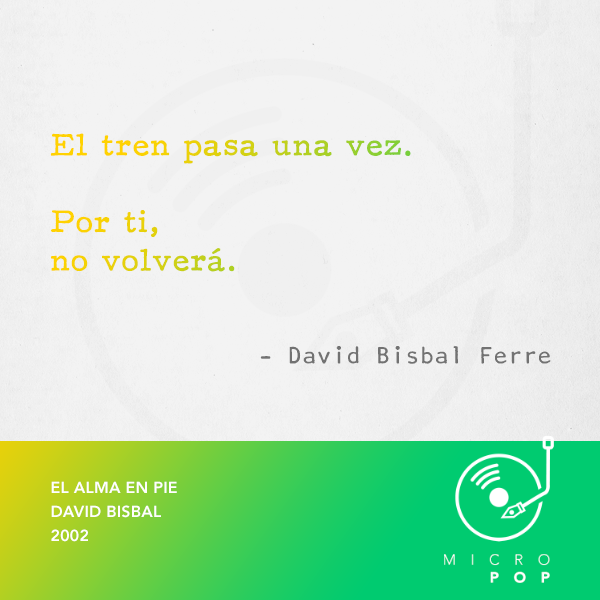 El tren pasa una vez.
Por ti,
no volverá.
– David Bisbal Ferre
EL ALMA EN PIE
DAVID BISBAL
2002
MICRO
POP